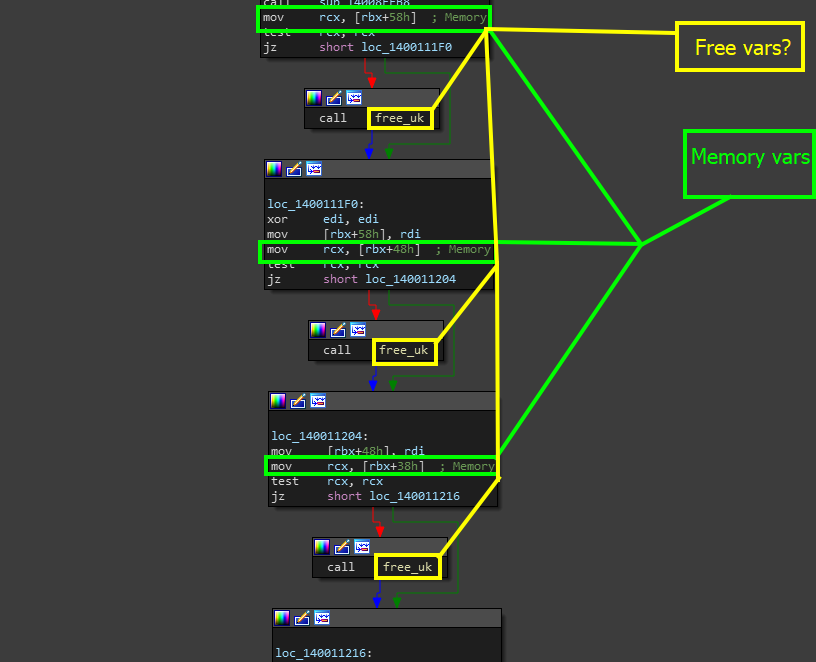 call sub_14008FFB8
mov rcx, [rbx+58h] ; Memory
test rcx, rcx
jz short loc_1400111F0
Free vars?
call free_uk
Memory vars
loc_1400111F0:
xor edi, edi
mov [rbx+58h], rdi
mov rcx, [rbx+48h] ; Memory
test rcx, rcx
jz short loc_140011204
call free_uk
loc_140011204:
mov [rbx+48h], rdi
mov rcx, [rbx+38h] ; Memory
test rcx, rcx
jz short loc_140011216
call free_uk
loc_140011216: